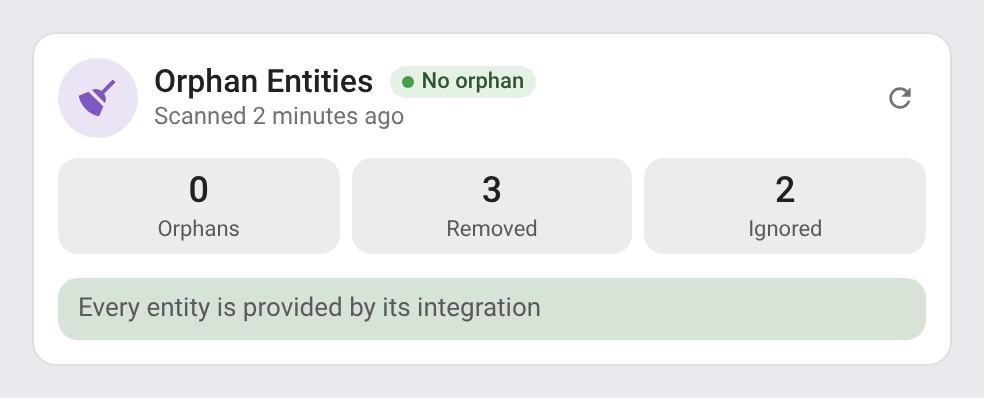 Orphan Entities
No orphan
Scanned 2 minutes ago
0
Orphans
3
Removed
2
Ignored
Every entity is provided by its integration